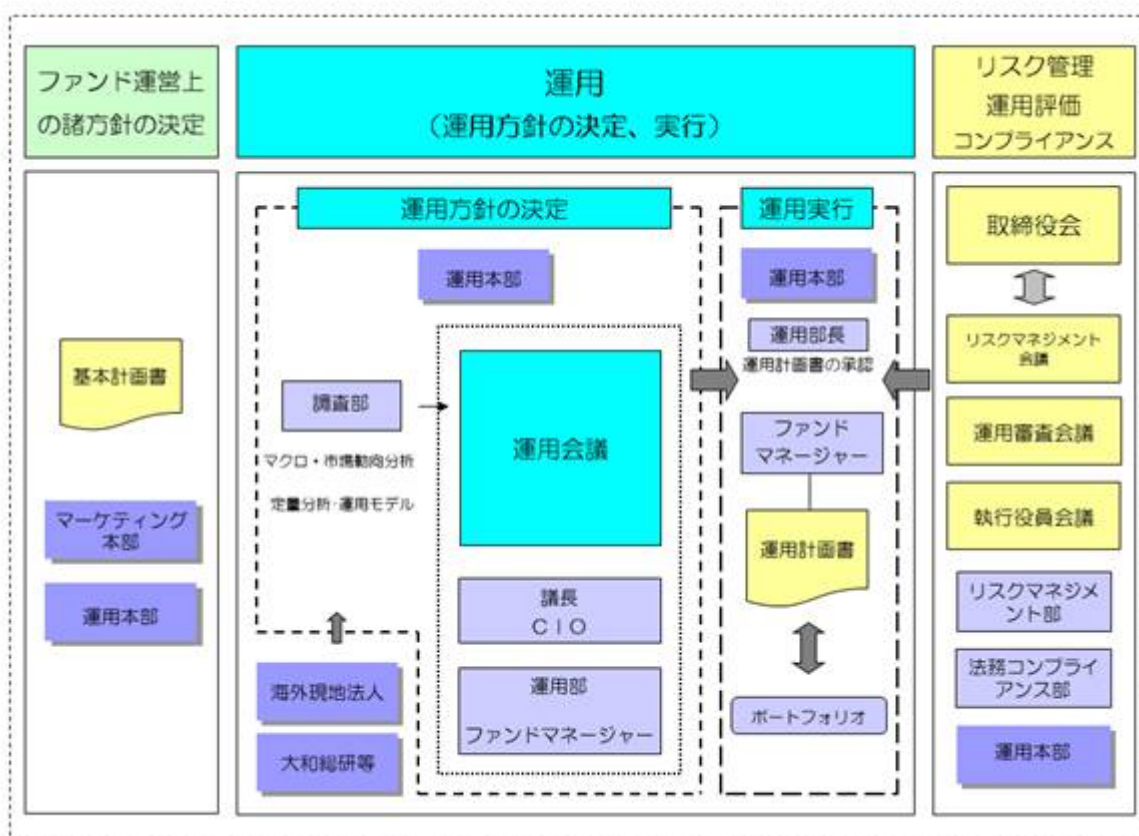 ファンド運営上
の諸方針の決定
運用
（運用方針の決定、実行）
リスク管理
運用評価
コンプライアンス
基本計画書
マーケティング
本部
運用本部
運用方針の決定
運用本部
調査部
マクロ・市場動向分析
定量分析・運用モデル
運用会議
議長
CIO
運用部
ファンドマネージャー
海外現地法人
大和総研等
運用実行
運用本部
運用部長
運用計画書の承認
ファンド
マネージャー
運用計画書
ポートフォリオ
取締役会
リスクマネジメント
会議
運用審査会議
執行役員会議
リスクマネジメ
ント部
法務コンプライ
アンス部
運用本部